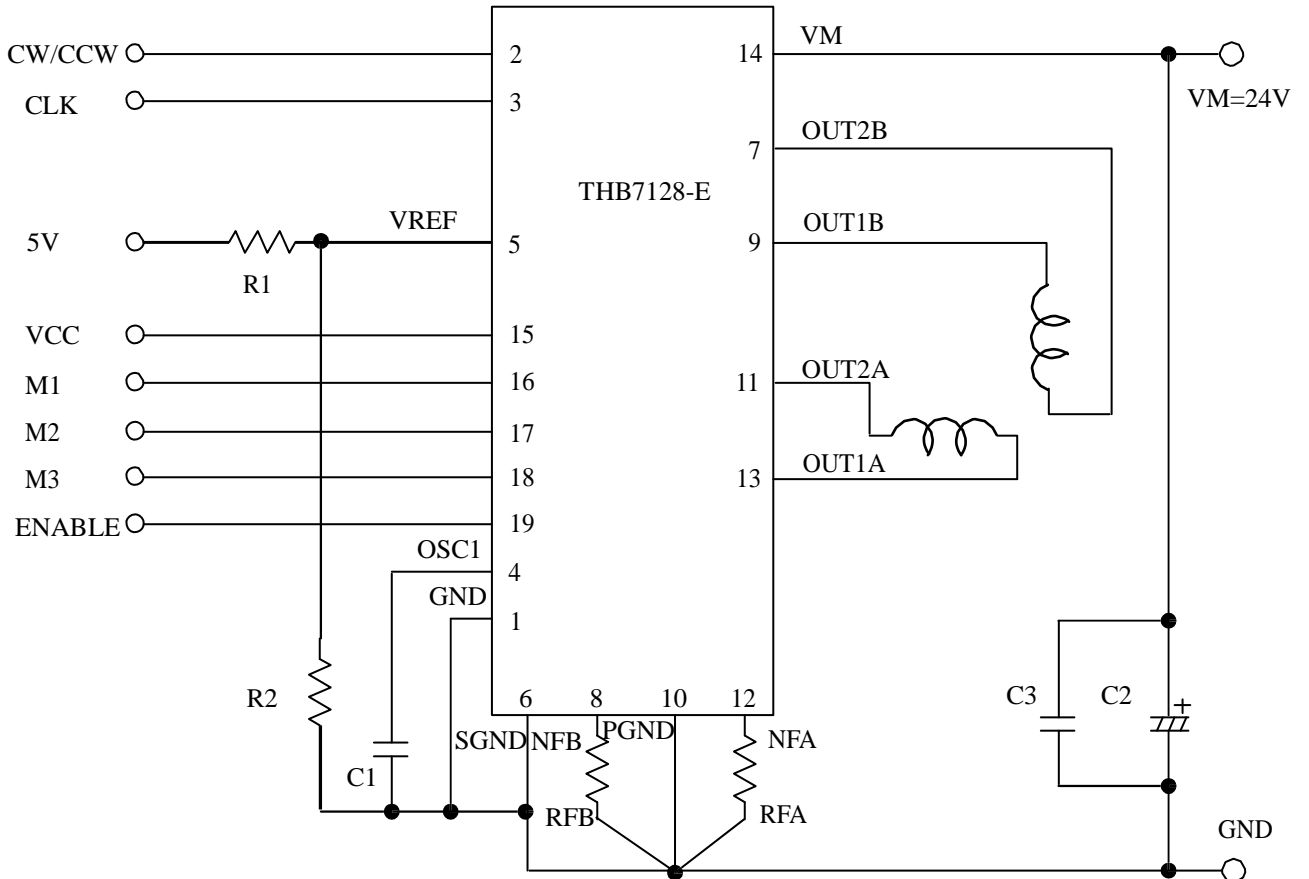 CW/CCW
2
14
VM
CLK
3
VM=24V
OUT2B
7
THB7128-E
5V
VREF
5
9
OUT1B
R1
VCC
15
M1
16
11
OUT2A
M2
17
M3
18
13
OUT1A
ENABLE
19
OSC1
4
GND
1
R2
6
8
10
12
C3
C2
+
SGND
NFB
PGND
NFA
C1
RFB
RFA
GND